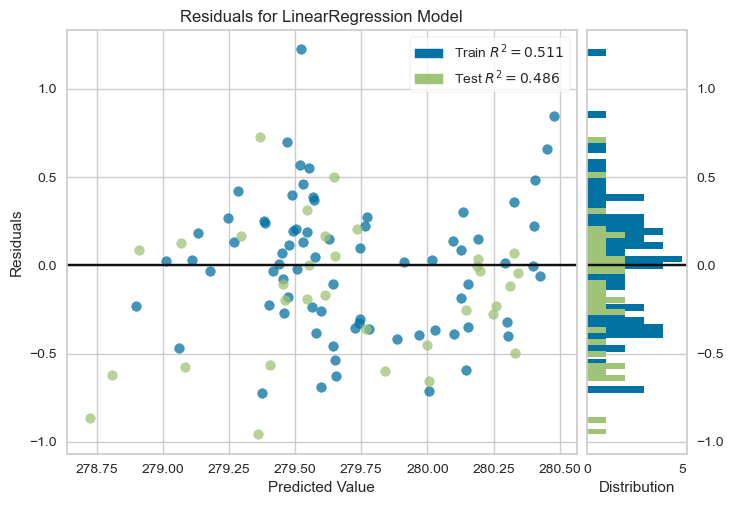 Residuals for LinearRegression Model
Train R² = 0.511
Test R² = 0.486
Residuals
1.0
0.5
0.0
−0.5
−1.0
1.0
0.5
0.0
−0.5
−1.0
278.75 279.00 279.25 279.50 279.75 280.00 280.25 280.50
0 5
Predicted Value
Distribution